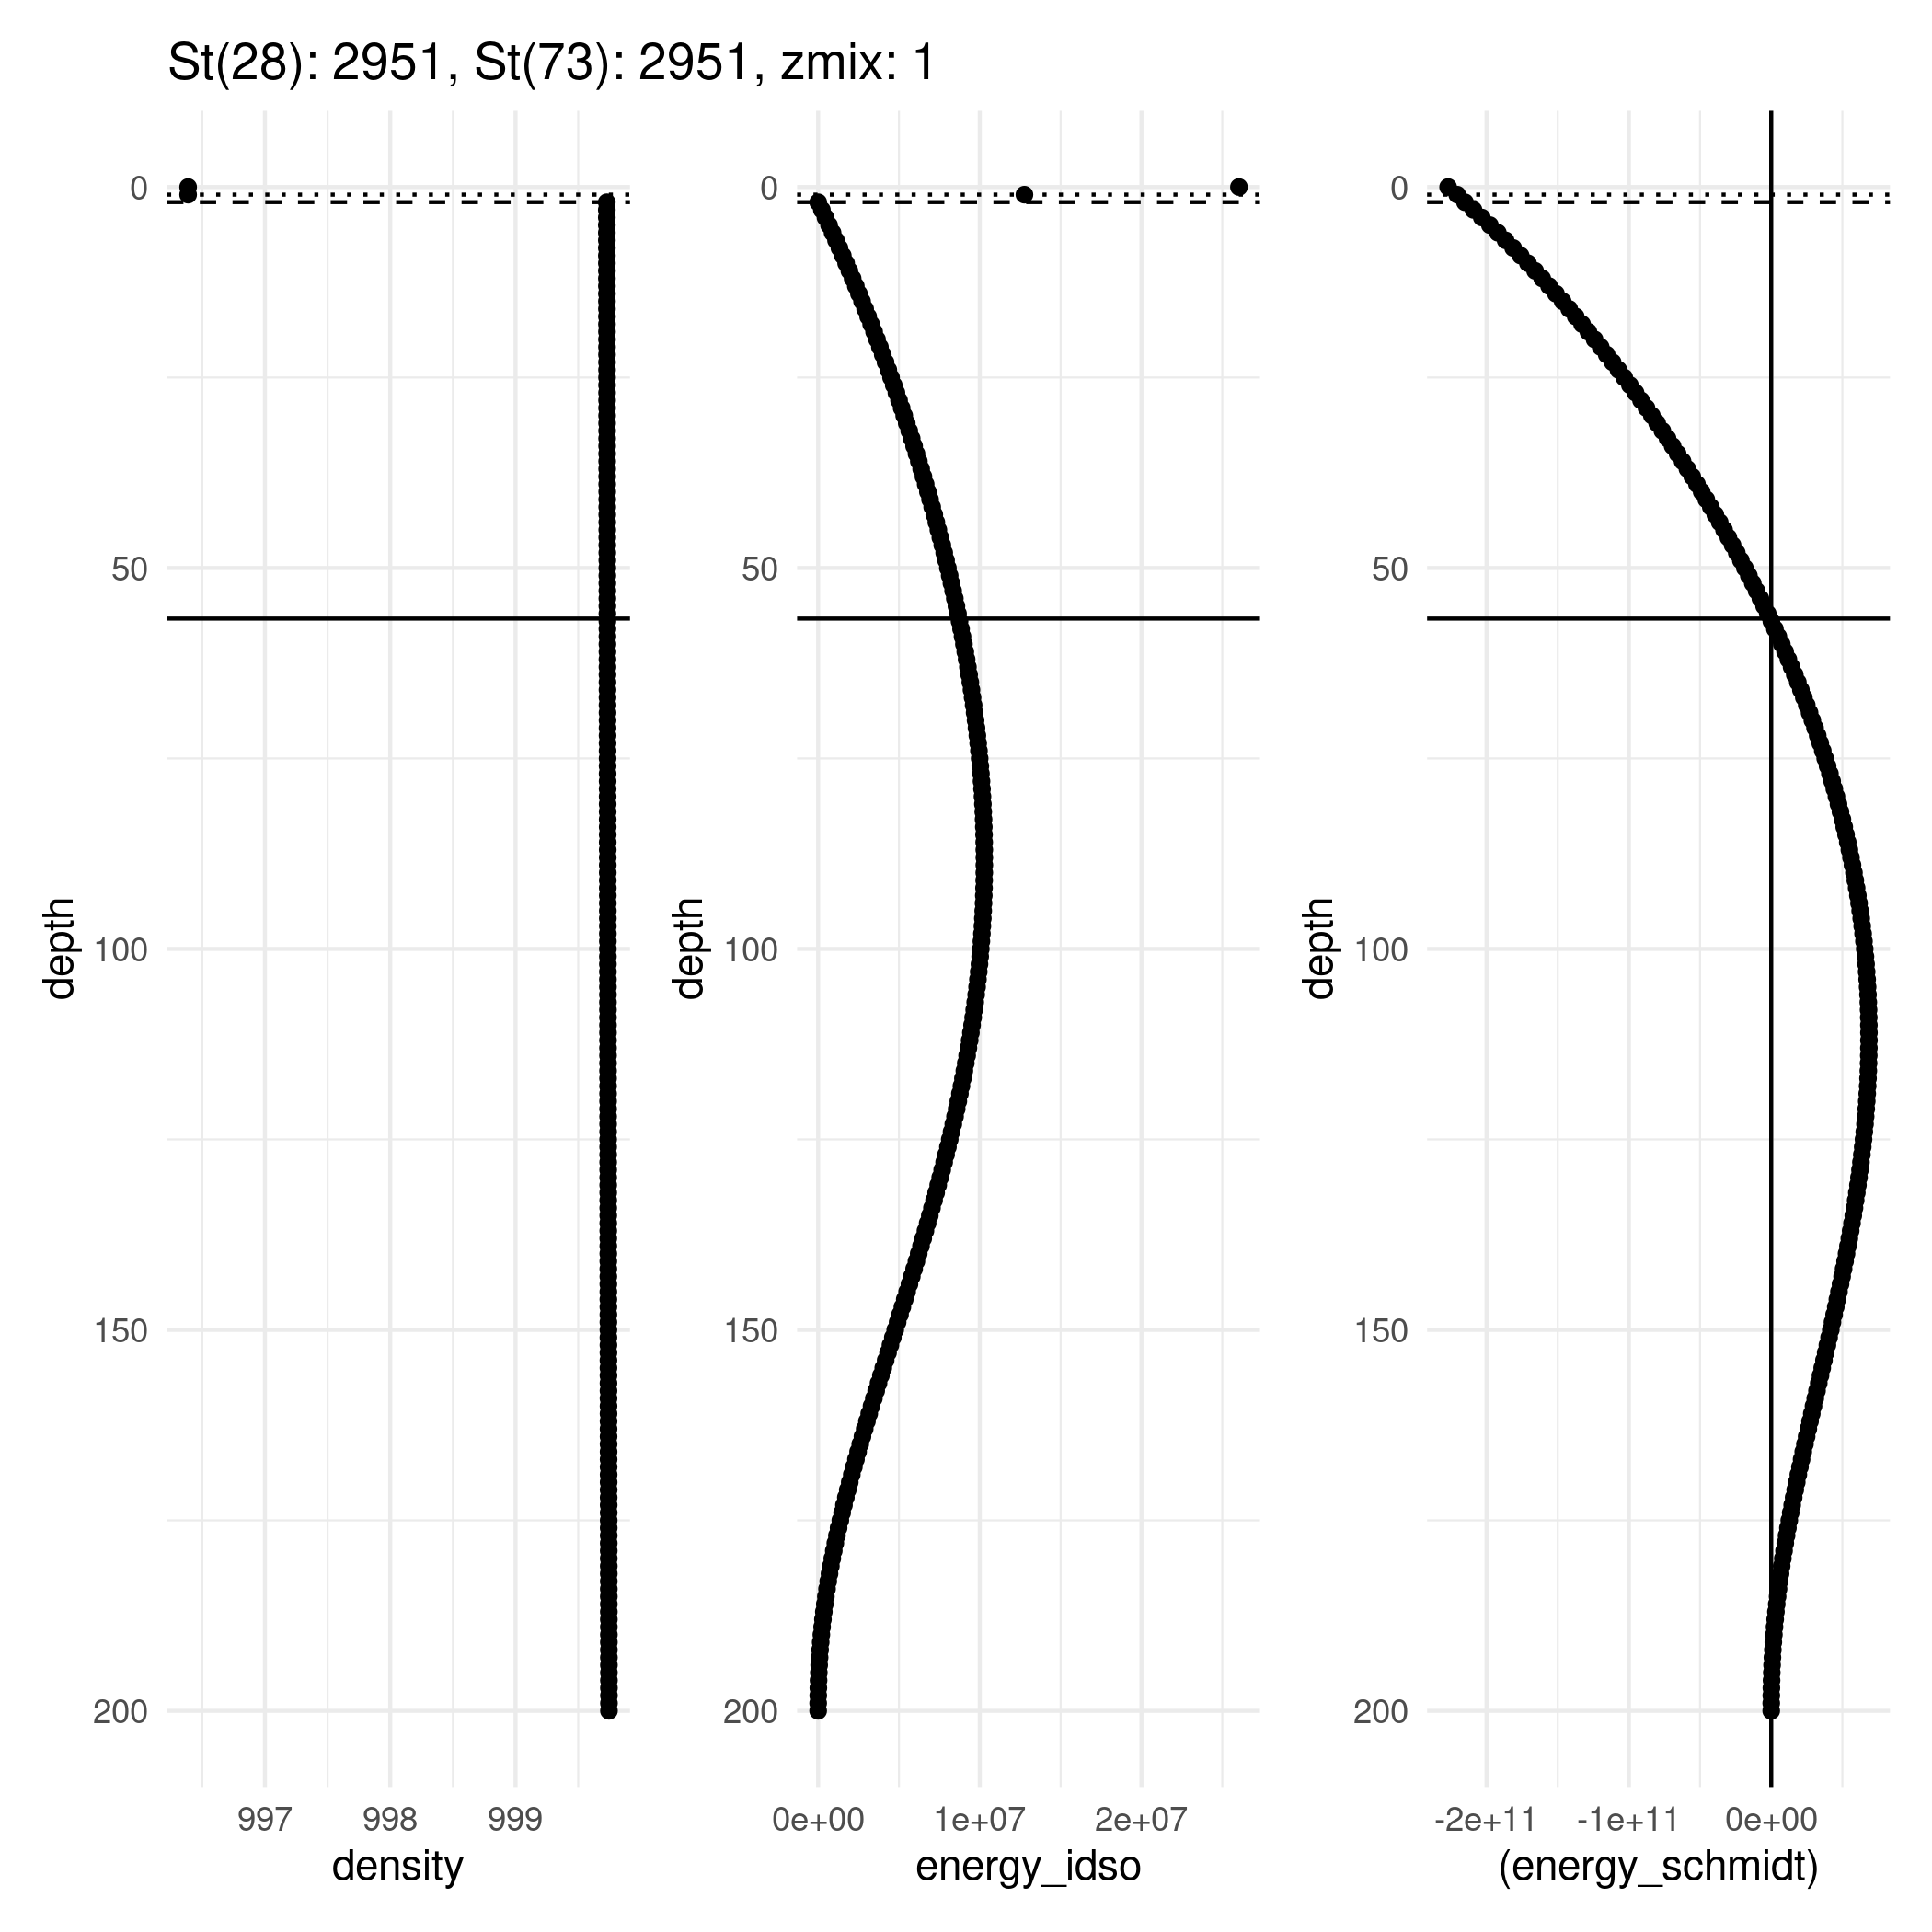 St(28): 2951, St(73): 2951, zmix: 1
depth
0
50
100
150
200
997 998 999
density
depth
0
50
100
150
200
0e+00 1e+07 2e+07
energy_idso
depth
0
50
100
150
200
-2e+11 -1e+11 0e+00
(energy_schmidt)